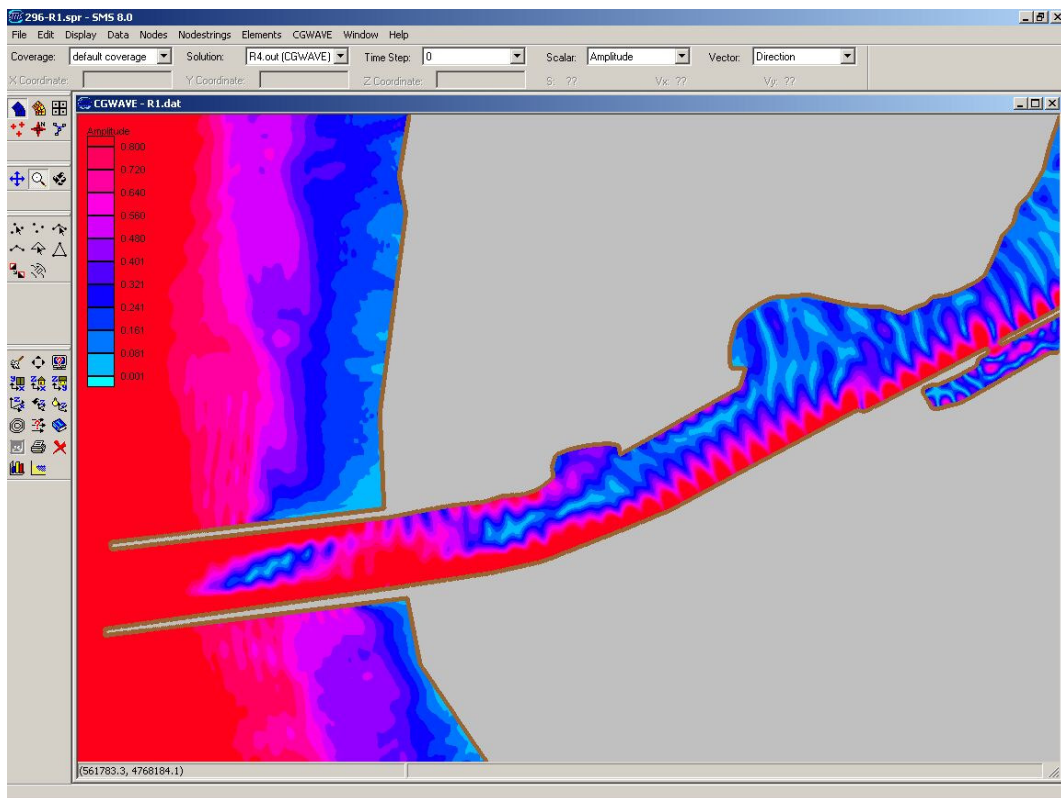 296-R1.spr - SMS 8.0
File Edit Display Data Nodes Nodestrings Elements CGWAVE Window Help
Coverage: default coverage Solution: R4.out (CGWAVE) Time Step: 0 Scalar: Amplitude Vector: Direction
X Coordinate: Y Coordinate: Z Coordinate: S: ?? Vx: ?? Vy: ??
CGWAVE - R1.dat
Amplitude
0.800
0.720
0.640
0.560
0.480
0.401
0.321
0.241
0.161
0.081
0.001
(561783.3, 4768184.1)